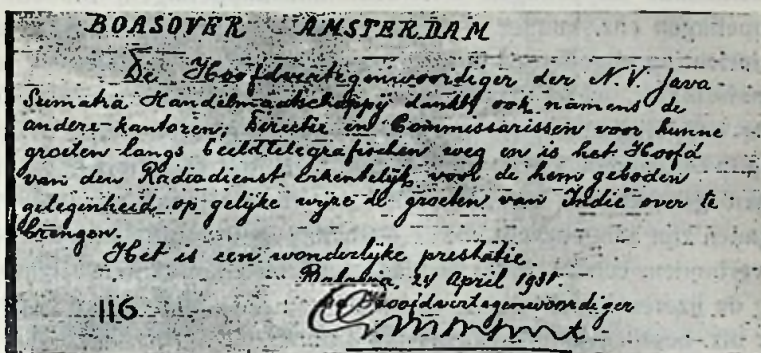 BOASOVER AMSTERDAM
De Hoofdvertegenwoordiger der N.V. Java
Sumatra Handelmaatschappij dankt ook namens de
andere kantoren, Directie en Commissarissen voor hunne
groeten langs beeldtelegrafischen weg en is het Hoofd
van den Radiodienst erkentelijk voor de hem geboden
gelegenheid op gelijke wijze de groeten van Indië over te
brengen.
Het is een wonderlijke prestatie.
Batavia, 24 April 1931.
De Hoofdvertegenwoordiger
116